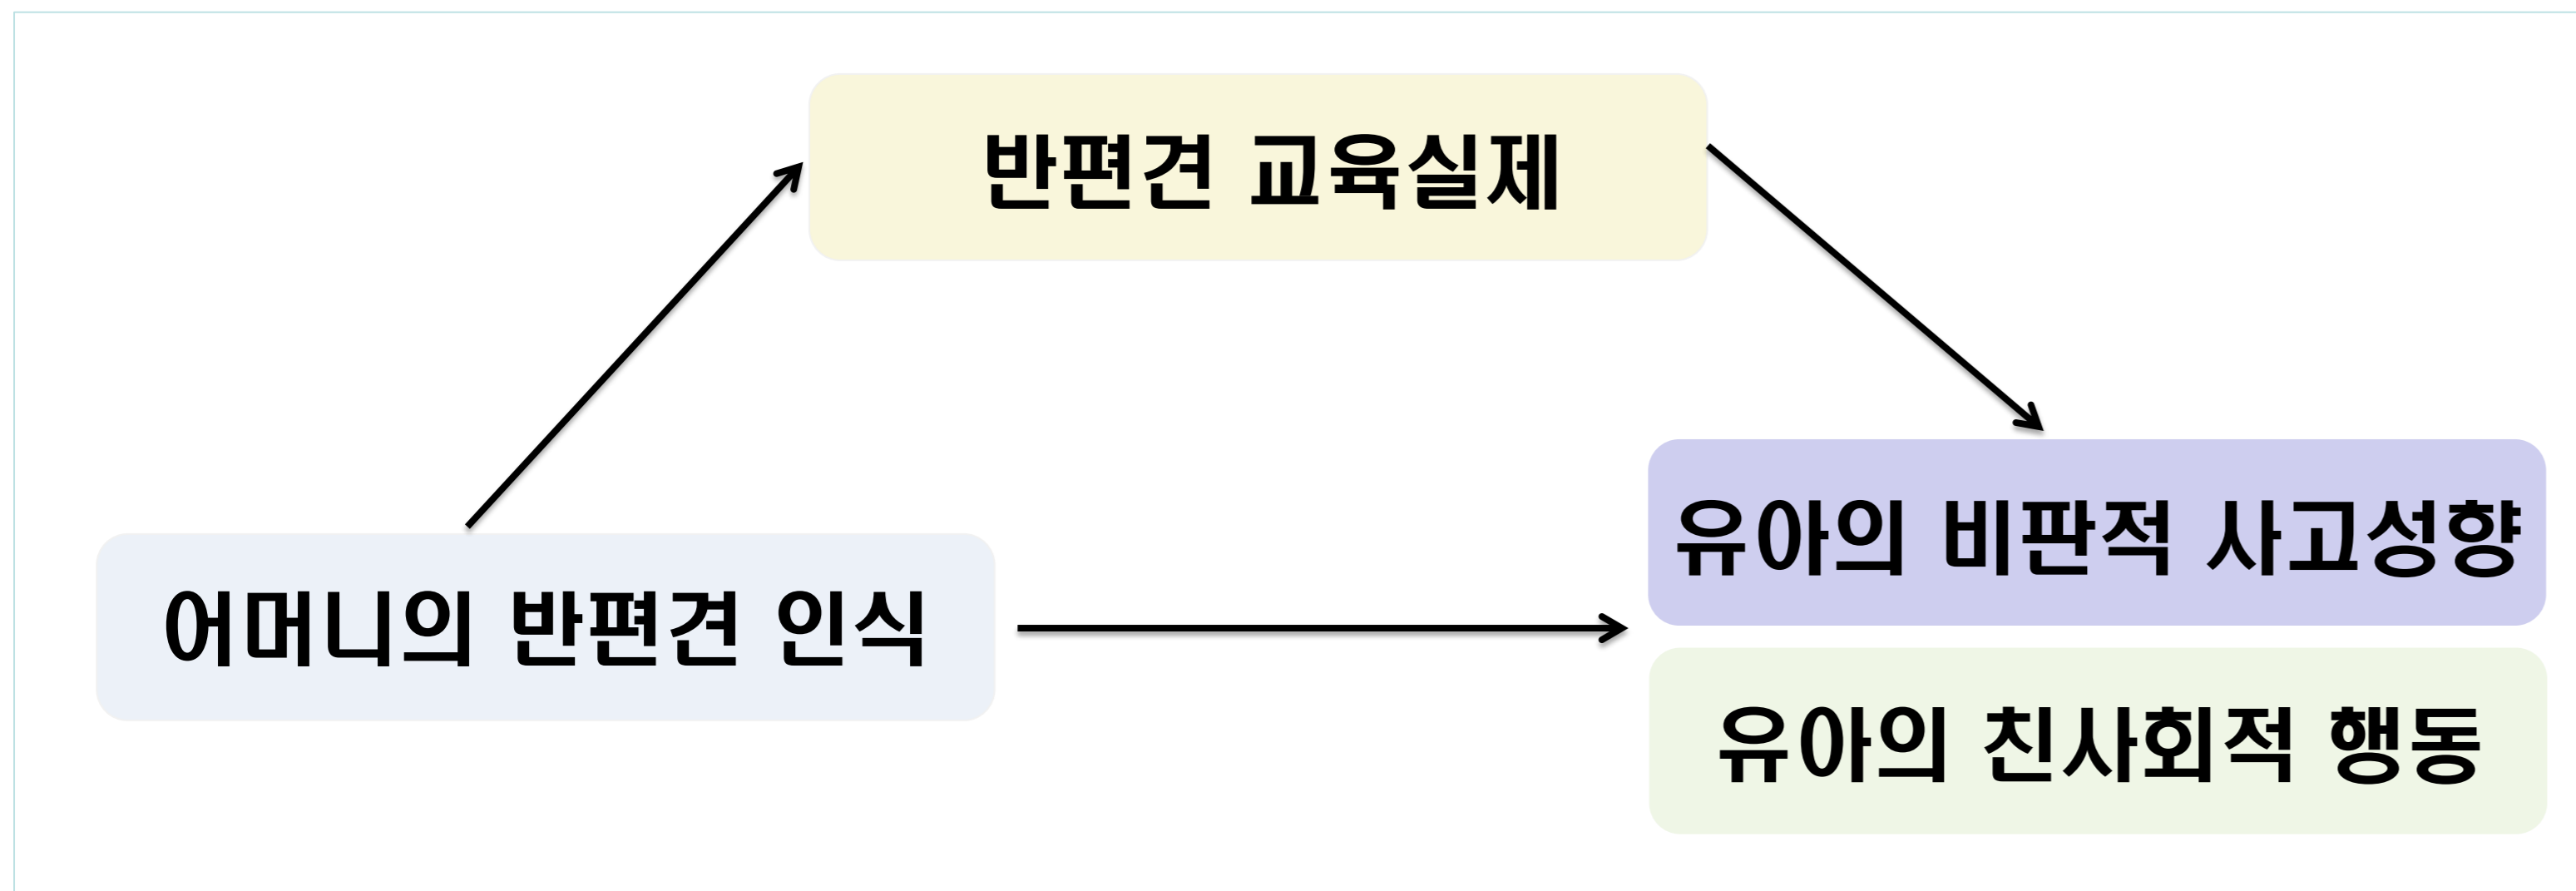 반편견 교육실제
어머니의 반편견 인식
유아의 비판적 사고성향
유아의 친사회적 행동